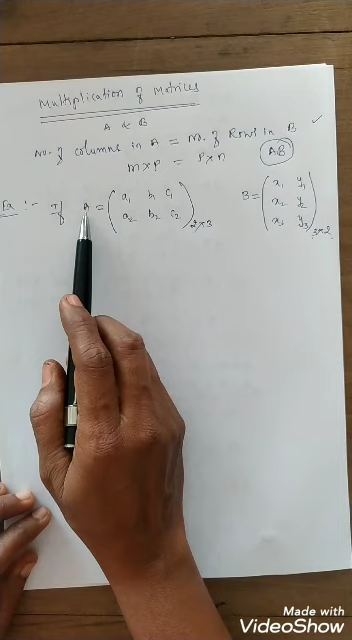 Multiplication of Matrices
A & B
No. of columns in A = No. of Rows in B ✓
m×p = p×n AB
Ex :- If A = ( a₁ b₁ c₁ B = ( x₁ y₁
a₂ b₂ c₂ )2×3 x₂ y₂
x₃ y₃ )3×2
Made with
VideoShow